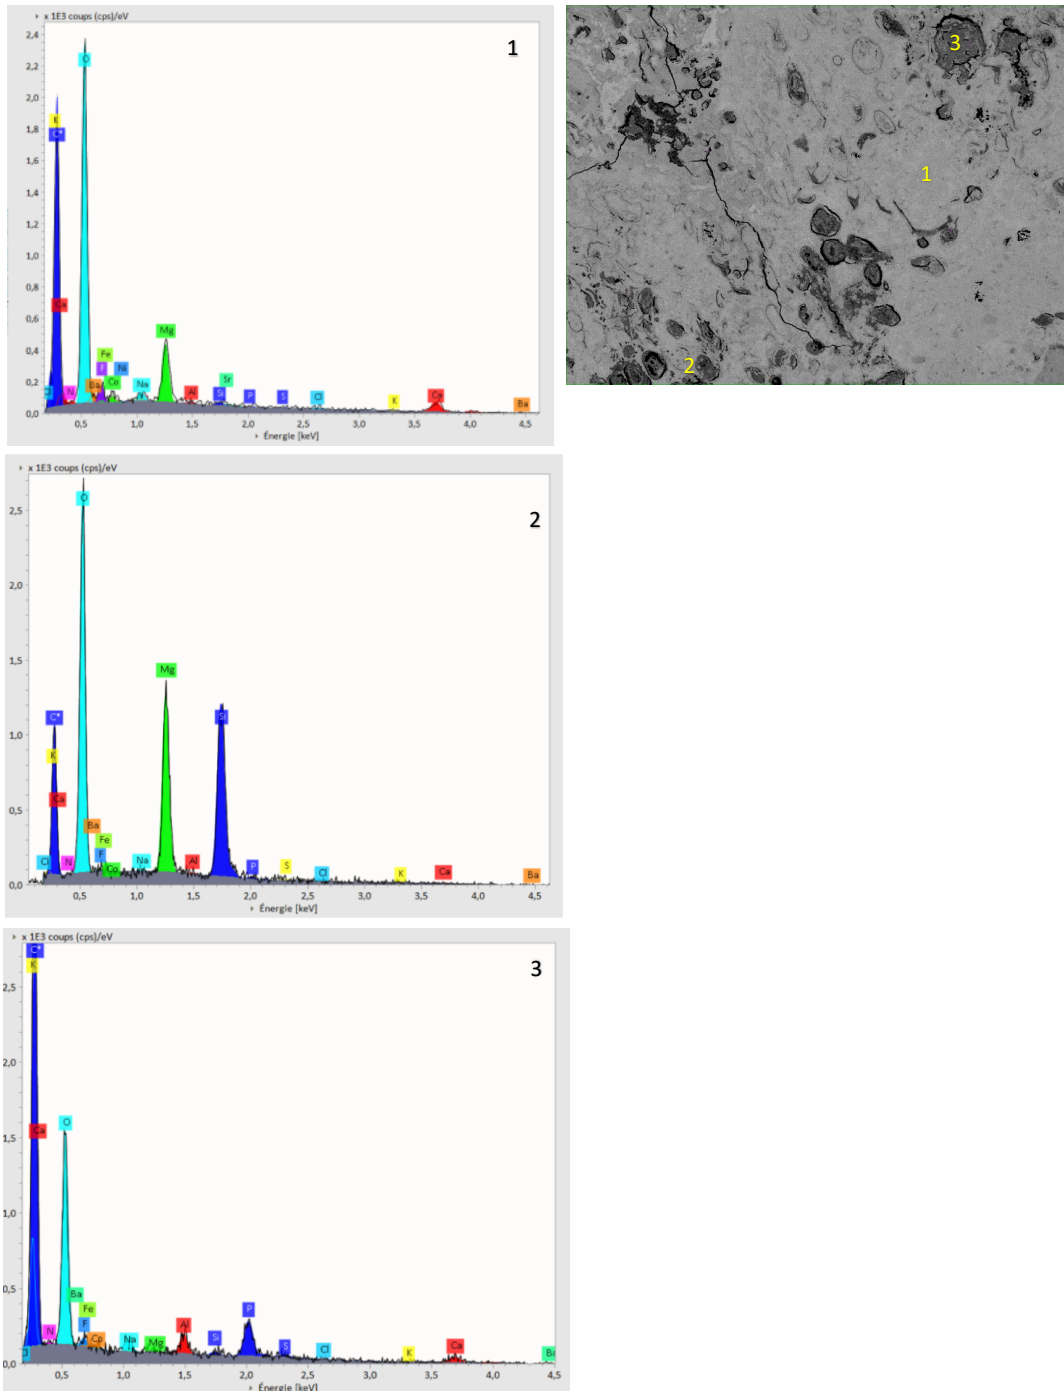 x 1E3 coups (cps)/eV
1
2,4
2,2
2,0
1,8
1,6
1,4
1,2
1,0
0,8
0,6
0,4
0,2
0,0
O
K
C*
Ca
Mg
Fe
F
Ni
Co
Ba
Cl
N
Na
Al
Sr
Si
P
S
Cl
K
Ca
Ba
0,5 1,0 1,5 2,0 2,5 3,0 3,5 4,0 4,5
Énergie [keV]
3
1
2
x 1E3 coups (cps)/eV
2
2,5
2,0
1,5
1,0
0,5
0,0
O
Mg
C*
Si
K
Ca
Ba
Fe
F
Co
Cl
N
Na
Al
P
S
Cl
K
Ca
Ba
0,5 1,0 1,5 2,0 2,5 3,0 3,5 4,0 4,5
Énergie [keV]
x 1E3 coups (cps)/eV
3
2,5
2,0
1,5
1,0
0,5
0,0
C*
K
Ca
O
Ba
Fe
F
N
Na
Mg
Al
Si
P
S
Cl
K
Ca
0,5 1,0 1,5 2,0 2,5 3,0 3,5 4,0 4,5
Énergie [keV]